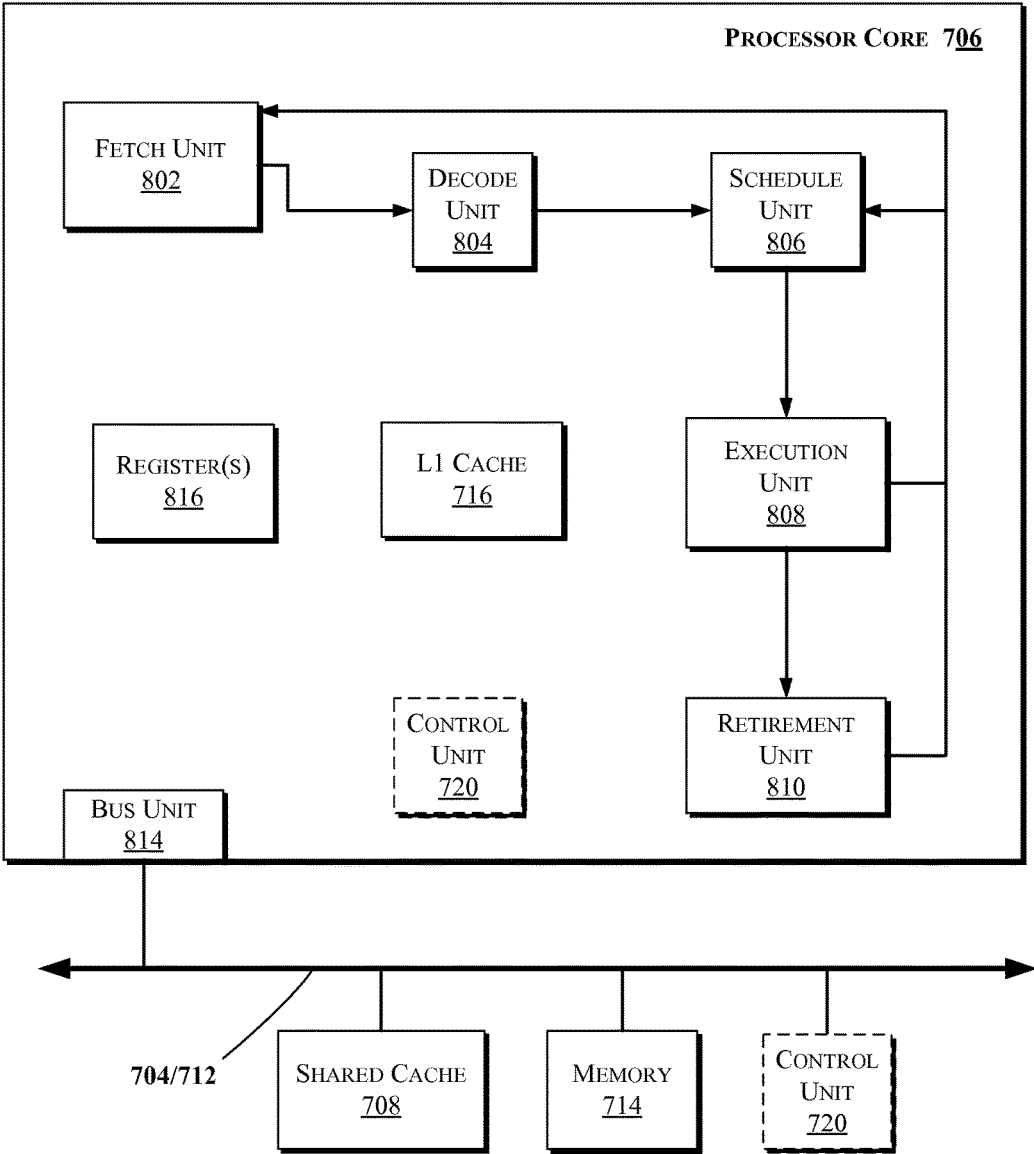 PROCESSOR CORE 706
FETCH UNIT
802
DECODE
UNIT
804
SCHEDULE
UNIT
806
REGISTER(S)
816
L1 CACHE
716
EXECUTION
UNIT
808
CONTROL
UNIT
720
RETIREMENT
UNIT
810
BUS UNIT
814
704/712
SHARED CACHE
708
MEMORY
714
CONTROL
UNIT
720